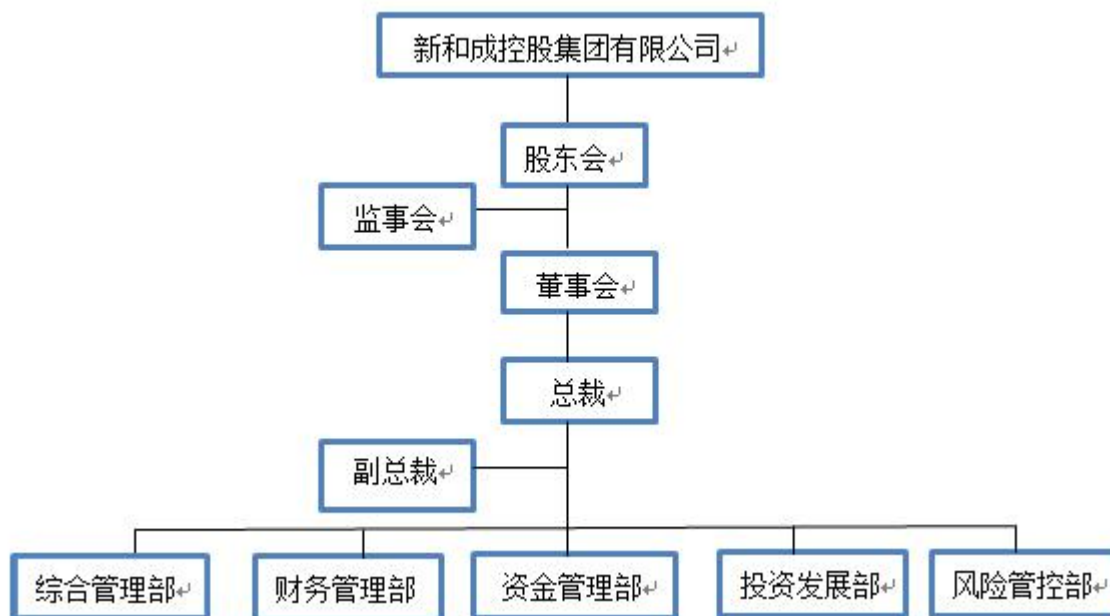 新和成控股集团有限公司
股东会
监事会
董事会
总裁
副总裁
综合管理部
财务管理部
资金管理部
投资发展部
风险管控部